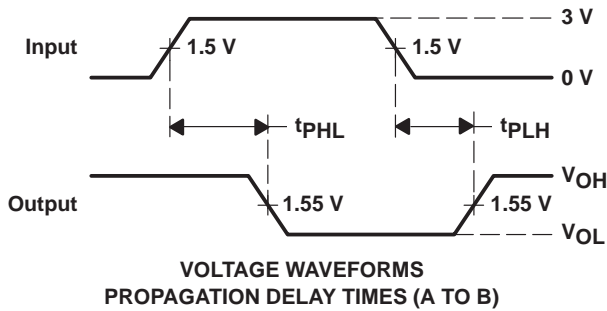 3 V
Input
1.5 V
1.5 V
0 V
tPHL
tPLH
VOH
Output
1.55 V
1.55 V
VOL
VOLTAGE WAVEFORMS
PROPAGATION DELAY TIMES (A TO B)